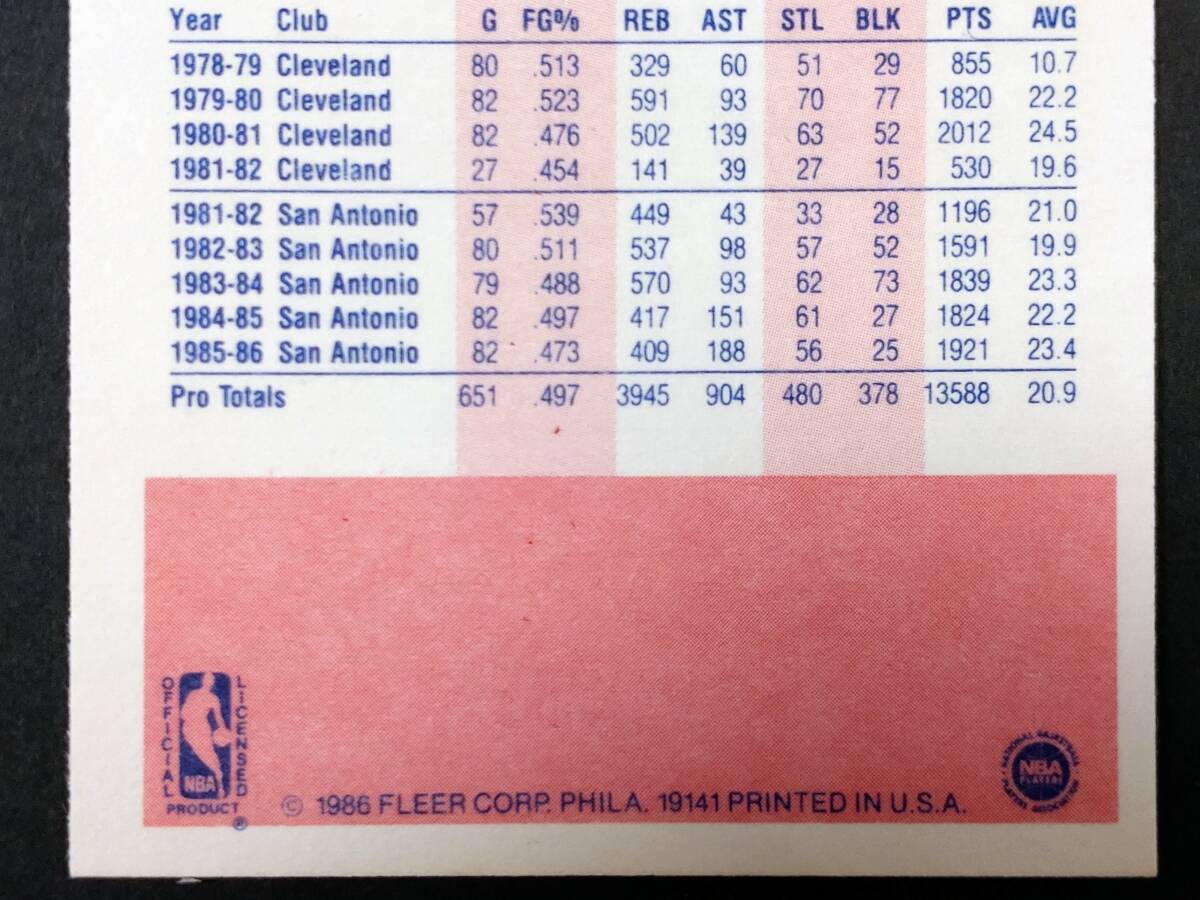 Year Club G FG% REB AST STL BLK PTS AVG
1978-79 Cleveland 80 .513 329 60 51 29 855 10.7
1979-80 Cleveland 82 .523 591 93 70 77 1820 22.2
1980-81 Cleveland 82 .476 502 139 63 52 2012 24.5
1981-82 Cleveland 27 .454 141 39 27 15 530 19.6
1981-82 San Antonio 57 .539 449 43 33 28 1196 21.0
1982-83 San Antonio 80 .511 537 98 57 52 1591 19.9
1983-84 San Antonio 79 .488 570 93 62 73 1839 23.3
1984-85 San Antonio 82 .497 417 151 61 27 1824 22.2
1985-86 San Antonio 82 .473 409 188 56 25 1921 23.4
Pro Totals 651 .497 3945 904 480 378 13588 20.9
OFFICIAL
LICENSED
NBA
PRODUCT
®
© 1986 FLEER CORP. PHILA. 19141 PRINTED IN U.S.A.
NATIONAL BASKETBALL
NBA
PLAYERS
PLAYERS ASSOCIATION